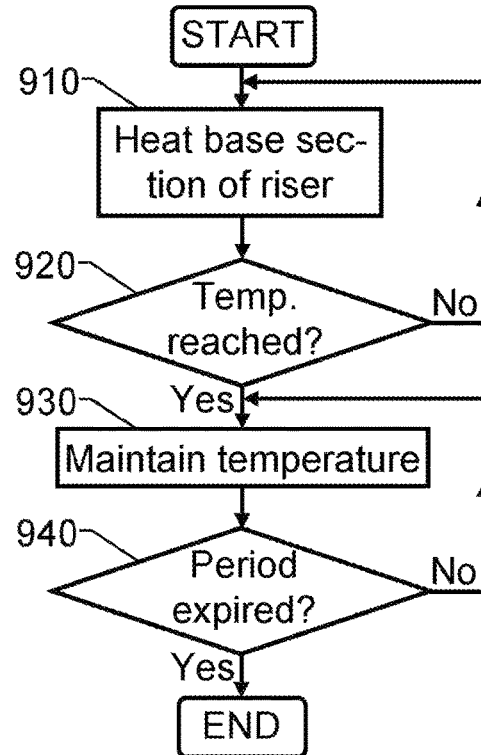 START
910
Heat base sec-
tion of riser
920
Temp.
reached?
No
Yes
930
Maintain temperature
940
Period
expired?
No
Yes
END